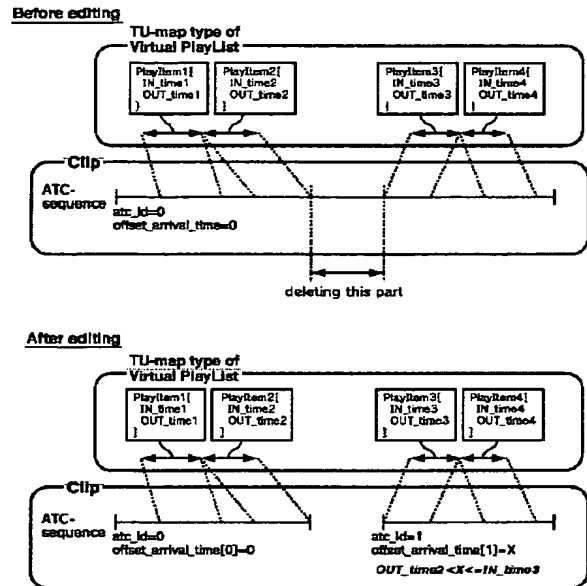 Before editing
TU-map type of
Virtual PlayList
PlayItem1{
IN_time1
OUT_time1
}
PlayItem2{
IN_time2
OUT_time2
}
PlayItem3{
IN_time3
OUT_time3
}
PlayItem4{
IN_time4
OUT_time4
}
Clip
ATC-
sequence
atc_id=0
offset_arrival_time=0
deleting this part
After editing
TU-map type of
Virtual PlayList
PlayItem1{
IN_time1
OUT_time1
}
PlayItem2{
IN_time2
OUT_time2
}
PlayItem3{
IN_time3
OUT_time3
}
PlayItem4{
IN_time4
OUT_time4
}
Clip
ATC-
sequence
atc_id=0
offset_arrival_time[0]=0
atc_id=1
offset_arrival_time[1]=X
OUT_time2<X<=IN_time3